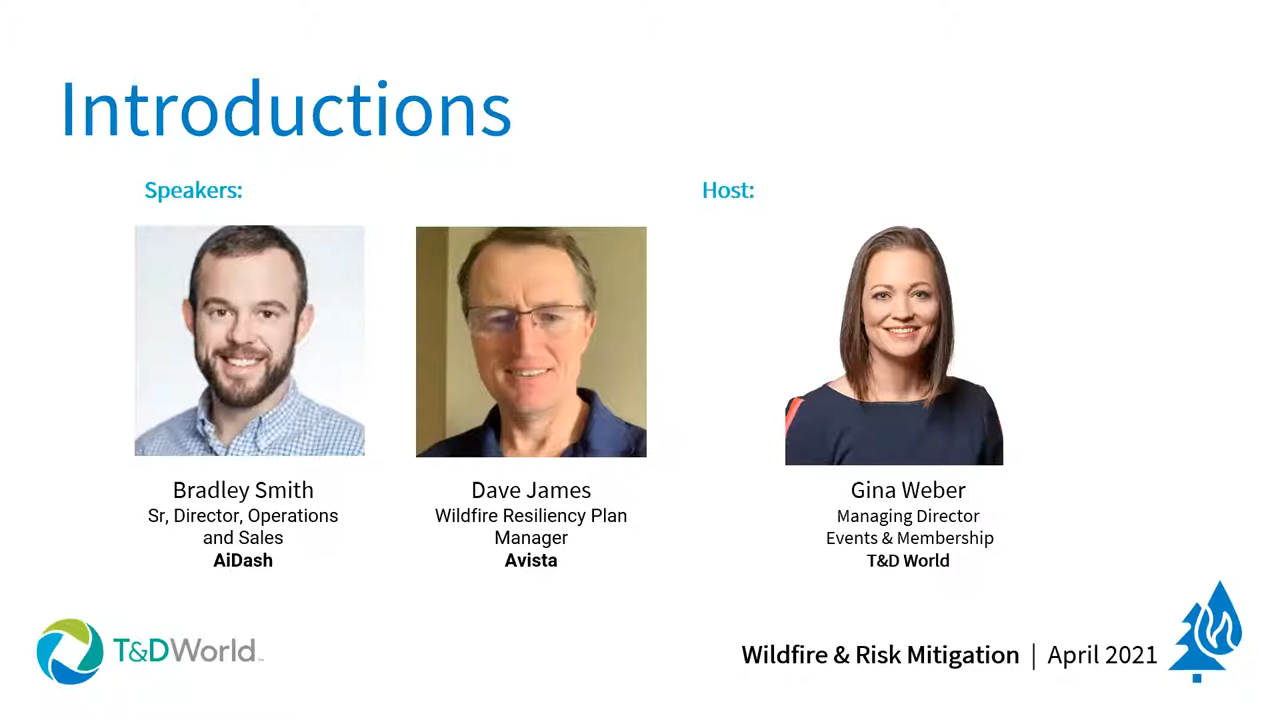 Introductions
Speakers:
Host:
Bradley Smith
Sr, Director, Operations
and Sales
AiDash
Dave James
Wildfire Resiliency Plan
Manager
Avista
Gina Weber
Managing Director
Events & Membership
T&D World
T&DWorld™
Wildfire & Risk Mitigation | April 2021